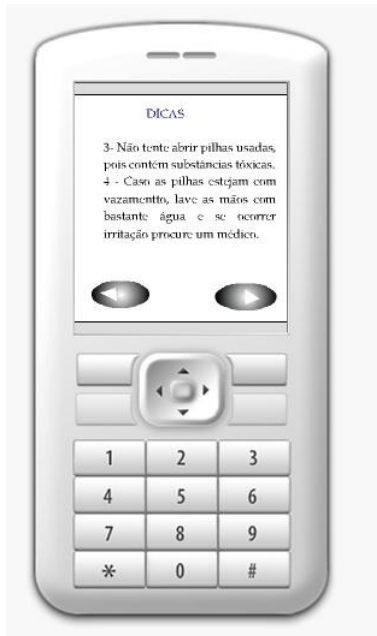 DICAS
3- Não tente abrir pilhas usadas,
pois contém substâncias tóxicas.
4 - Caso as pilhas estejam com
vazamentto, lave as mãos com
bastante água e se ocorrer
irritação procure um médico.
1 2 3
4 5 6
7 8 9
* 0 #